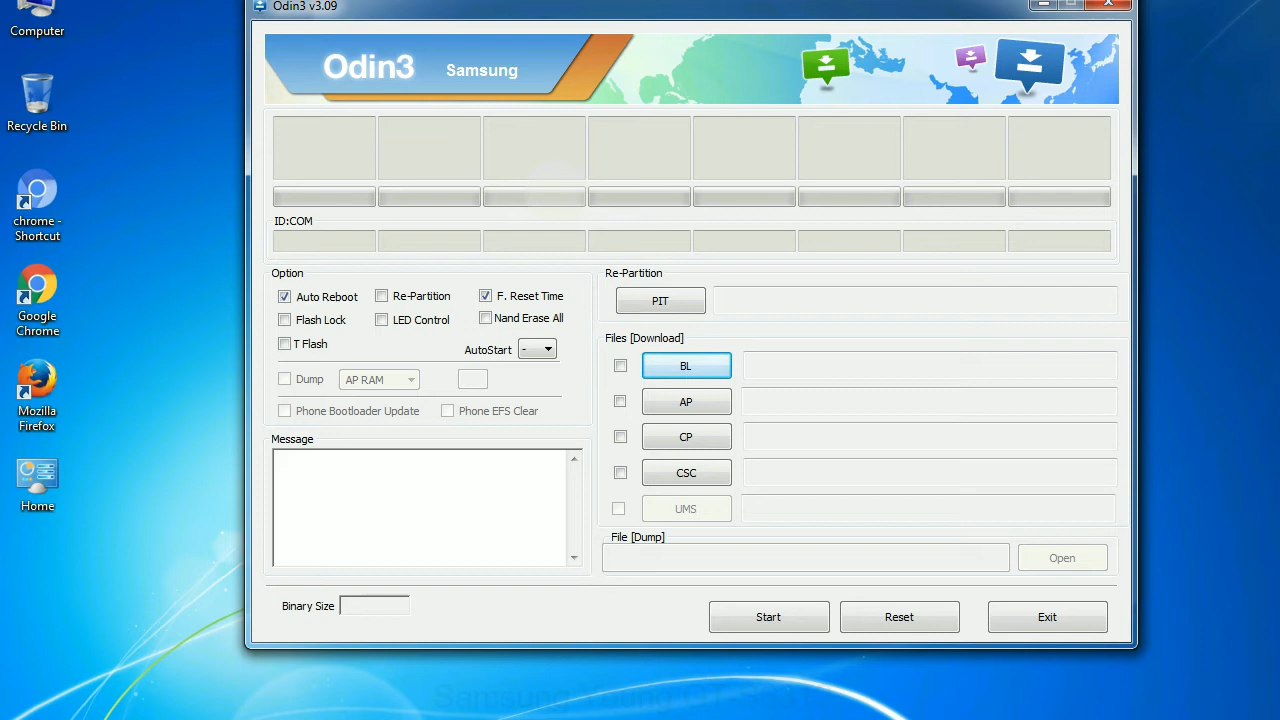 Odin3 v3.09
Computer
Recycle Bin
chrome -
Shortcut
Google
Chrome
Mozilla
Firefox
Home
Odin3 Samsung
ID:COM
Option
Auto Reboot Re-Partition F. Reset Time
Flash Lock LED Control Nand Erase All
T Flash AutoStart -
Dump AP RAM
Phone Bootloader Update Phone EFS Clear
Message
Re-Partition
PIT
Files [Download]
BL
AP
CP
CSC
UMS
File [Dump]
Open
Binary Size
Start Reset Exit
Samsung Young